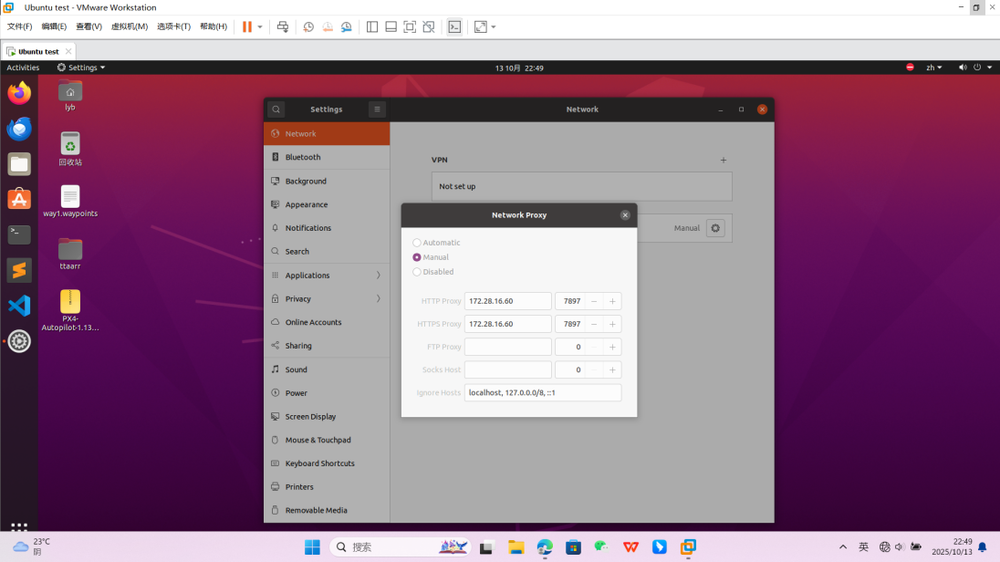 Ubuntu test - VMware Workstation
文件(F) 编辑(E) 查看(V) 虚拟机(M) 选项卡(T) 帮助(H)
Ubuntu test
Activities Settings 13 10月 22:49 zh
lyb
回收站
way1.waypoints
ttaarr
PX4-
Autopilot-1.13...
Settings Network
Network
Bluetooth
Background
Appearance
Notifications
Search
Applications
Privacy
Online Accounts
Sharing
Sound
Power
Screen Display
Mouse & Touchpad
Keyboard Shortcuts
Printers
Removable Media
VPN +
Not set up
Manual
Network Proxy
Automatic
Manual
Disabled
HTTP Proxy 172.28.16.60 7897 − +
HTTPS Proxy 172.28.16.60 7897 − +
FTP Proxy 0 − +
Socks Host 0 − +
Ignore Hosts localhost, 127.0.0.0/8, ::1
23°C
阴
搜索
英
22:49
2025/10/13